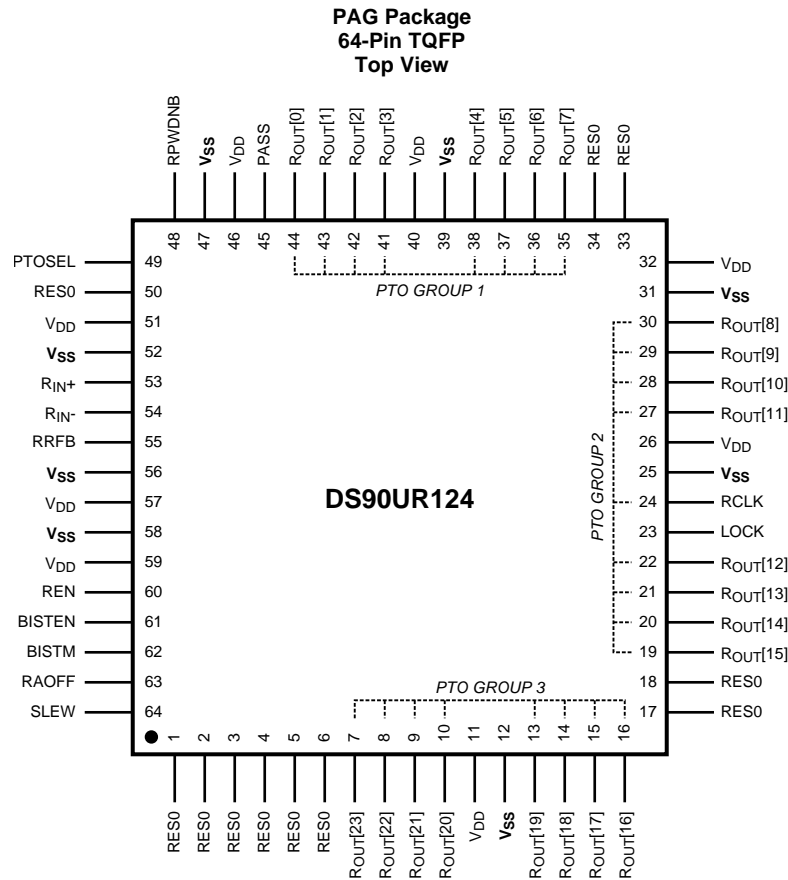 PAG Package
64-Pin TQFP
Top View
RPWDNB
VSS
VDD
PASS
ROUT[0]
ROUT[1]
ROUT[2]
ROUT[3]
VDD
VSS
ROUT[4]
ROUT[5]
ROUT[6]
ROUT[7]
RES0
RES0
48
47
46
45
44
43
42
41
40
39
38
37
36
35
34
33
PTO GROUP 1
PTOSEL 49
RES0 50
VDD 51
VSS 52
RIN+ 53
RIN- 54
RRFB 55
VSS 56
VDD 57
VSS 58
VDD 59
REN 60
BISTEN 61
BISTM 62
RAOFF 63
SLEW 64
DS90UR124
32 VDD
31 VSS
30 ROUT[8]
29 ROUT[9]
28 ROUT[10]
27 ROUT[11]
26 VDD
25 VSS
24 RCLK
23 LOCK
22 ROUT[12]
21 ROUT[13]
20 ROUT[14]
19 ROUT[15]
18 RES0
17 RES0
PTO GROUP 2
PTO GROUP 3
1
2
3
4
5
6
7
8
9
10
11
12
13
14
15
16
RES0
RES0
RES0
RES0
RES0
RES0
ROUT[23]
ROUT[22]
ROUT[21]
ROUT[20]
VDD
VSS
ROUT[19]
ROUT[18]
ROUT[17]
ROUT[16]